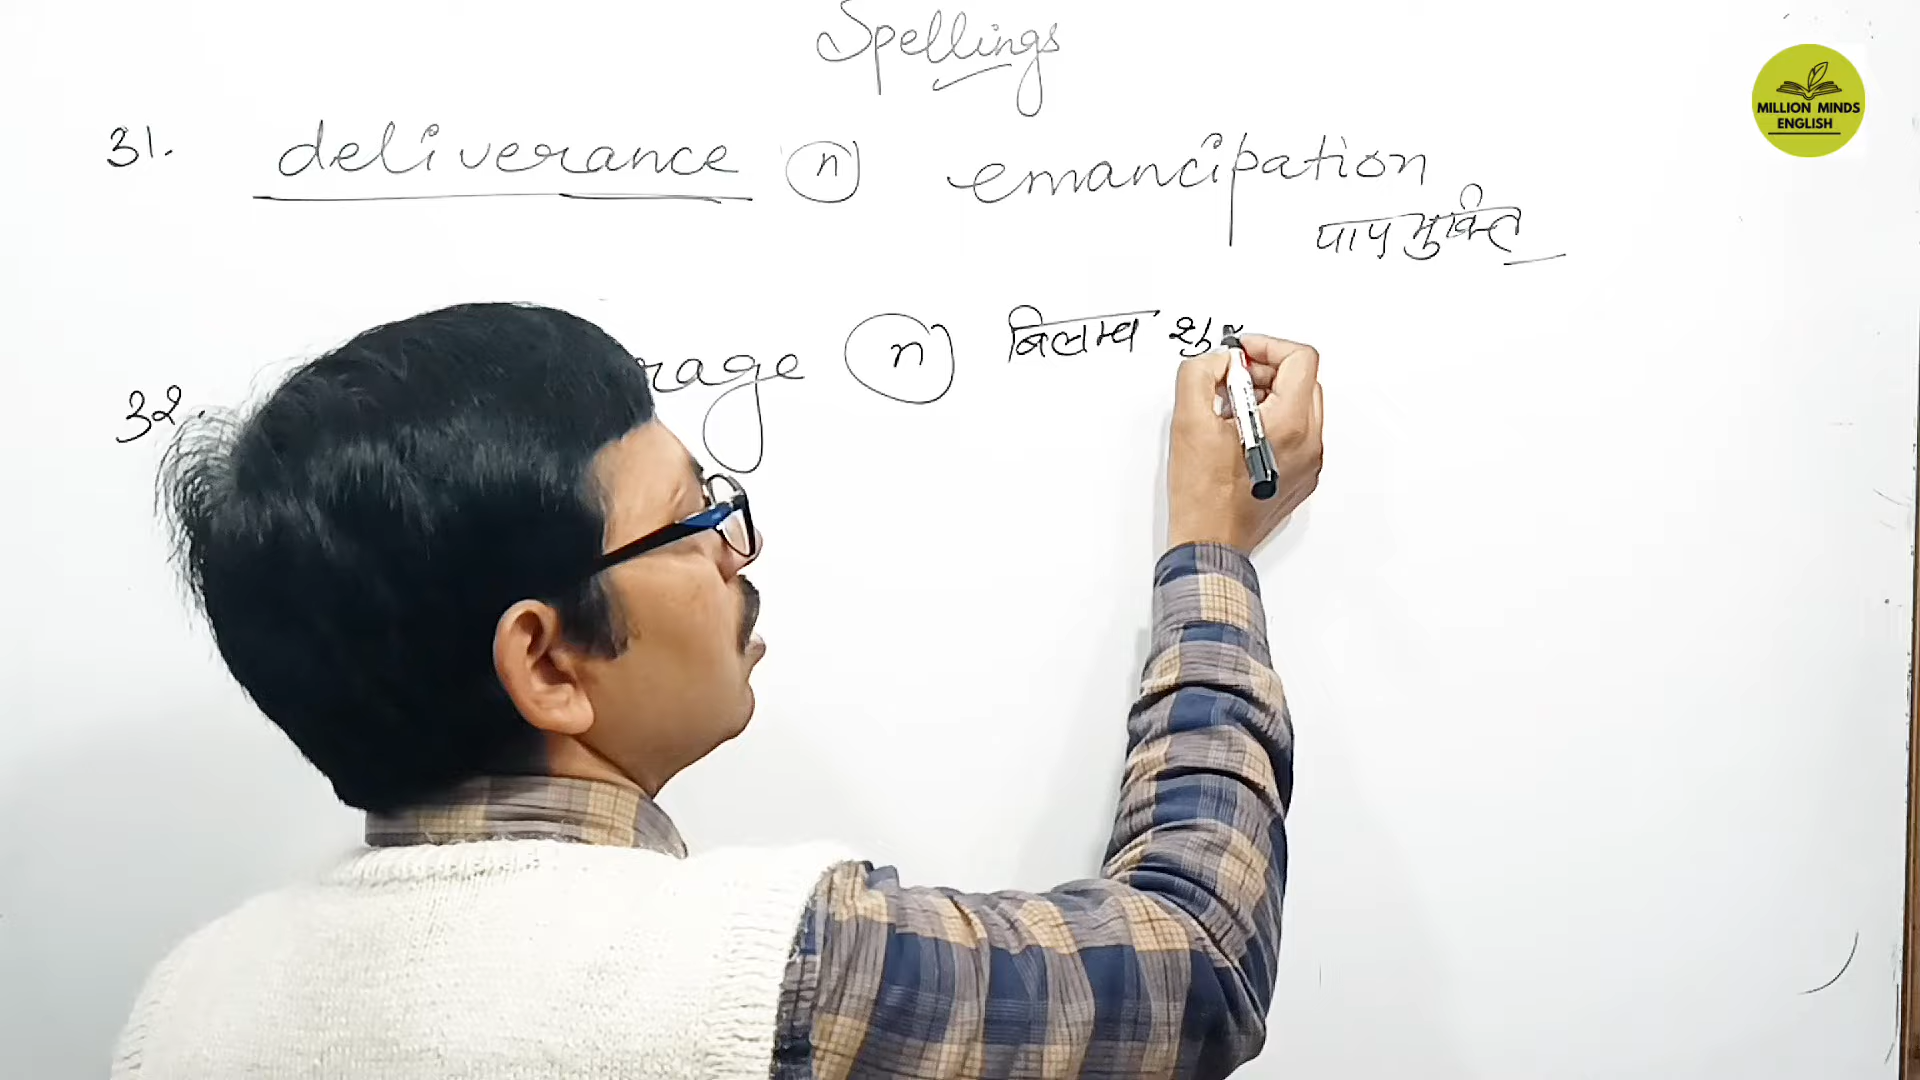 Spellings
MILLION MINDS
ENGLISH
31. deliverance n) emancipation
पाप मुक्ति
32. rage n) बिलम्ब शु